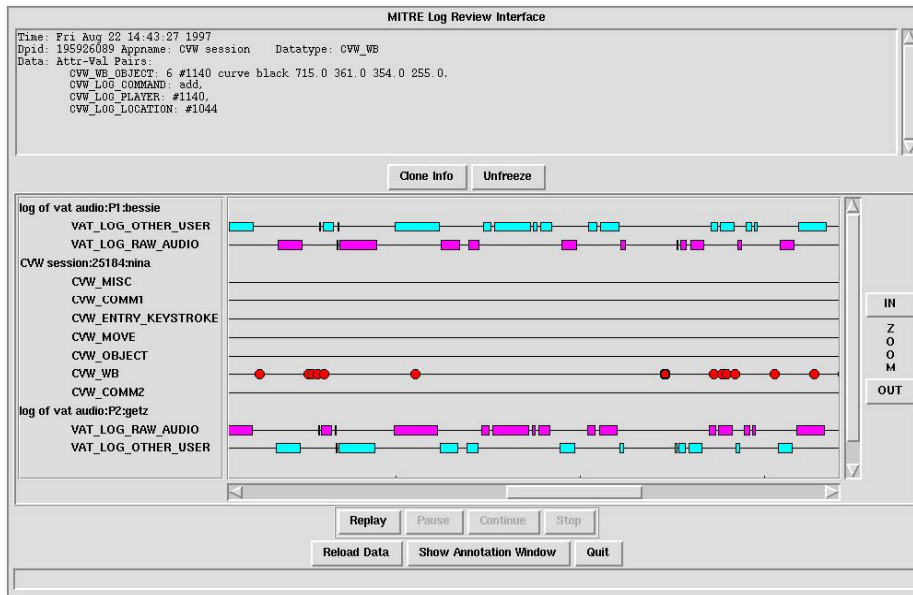 MITRE Log Review Interface
Time: Fri Aug 22 14:43:27 1997
Dpid: 195926089 Appname: CVW session Datatype: CVW_WB
Data: Attr-Val Pairs:
CVW_WB_OBJECT: 6 #1140 curve black 715.0 361.0 354.0 255.0.
CVW_LOG_COMMAND: add,
CVW_LOG_PLAYER: #1140,
CVW_LOG_LOCATION: #1044
Clone Info Unfreeze
log of vat audio:P1:bessie
VAT_LOG_OTHER_USER
VAT_LOG_RAW_AUDIO
CVW session:25184:nina
CVW_MISC
CVW_COMM1
CVW_ENTRY_KEYSTROKE
CVW_MOVE
CVW_OBJECT
CVW_WB
CVW_COMM2
log of vat audio:P2:getz
VAT_LOG_RAW_AUDIO
VAT_LOG_OTHER_USER
IN
ZOOM
OUT
Replay Pause Continue Stop
Reload Data Show Annotation Window Quit